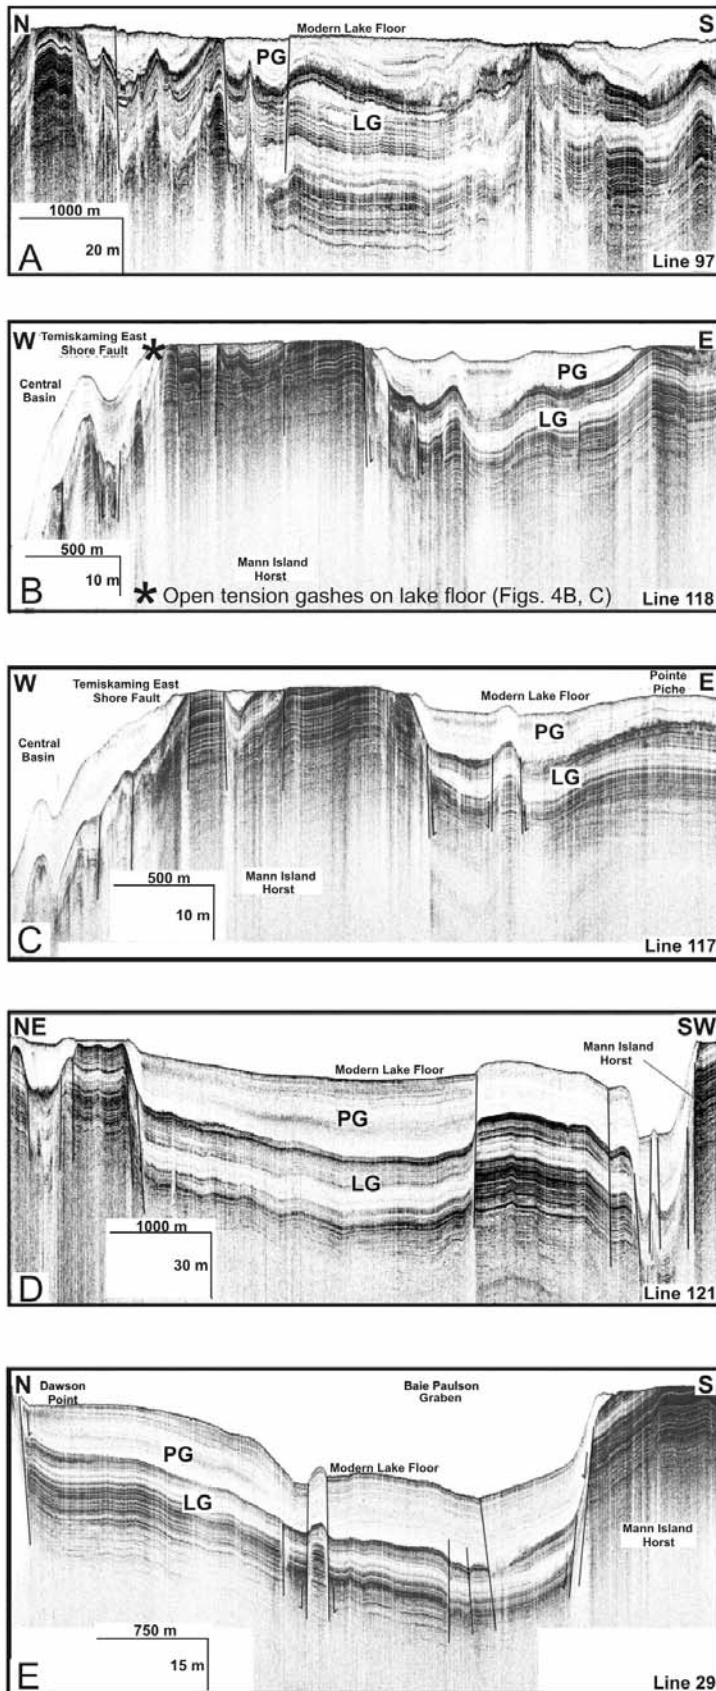 N
Modern Lake Floor
S
PG
LG
1000 m
20 m
A
Line 97
W
Temiskaming East
Shore Fault
*
E
Central
Basin
PG
LG
500 m
10 m
Mann Island
Horst
B
* Open tension gashes on lake floor (Figs. 4B, C)
Line 118
W
Temiskaming East
Shore Fault
Modern Lake Floor
Pointe
Piche
E
Central
Basin
PG
LG
500 m
10 m
Mann Island
Horst
C
Line 117
NE
SW
Mann Island
Horst
Modern Lake Floor
PG
LG
1000 m
30 m
D
Line 121
N
Dawson
Point
Baie Paulson
Graben
S
PG
Modern Lake Floor
LG
Mann Island
Horst
750 m
15 m
E
Line 29